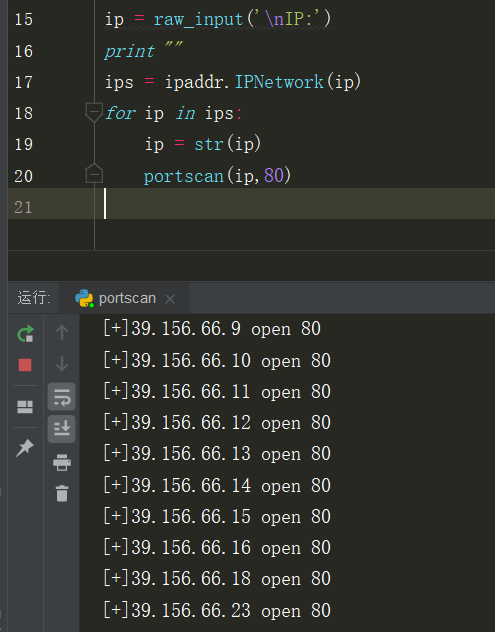 15 ip = raw_input('\nIP:')
16 print ""
17 ips = ipaddr.IPNetwork(ip)
18 for ip in ips:
19 ip = str(ip)
20 portscan(ip,80)
21
运行: portscan
[+]39.156.66.9 open 80
[+]39.156.66.10 open 80
[+]39.156.66.11 open 80
[+]39.156.66.12 open 80
[+]39.156.66.13 open 80
[+]39.156.66.14 open 80
[+]39.156.66.15 open 80
[+]39.156.66.16 open 80
[+]39.156.66.18 open 80
[+]39.156.66.23 open 80